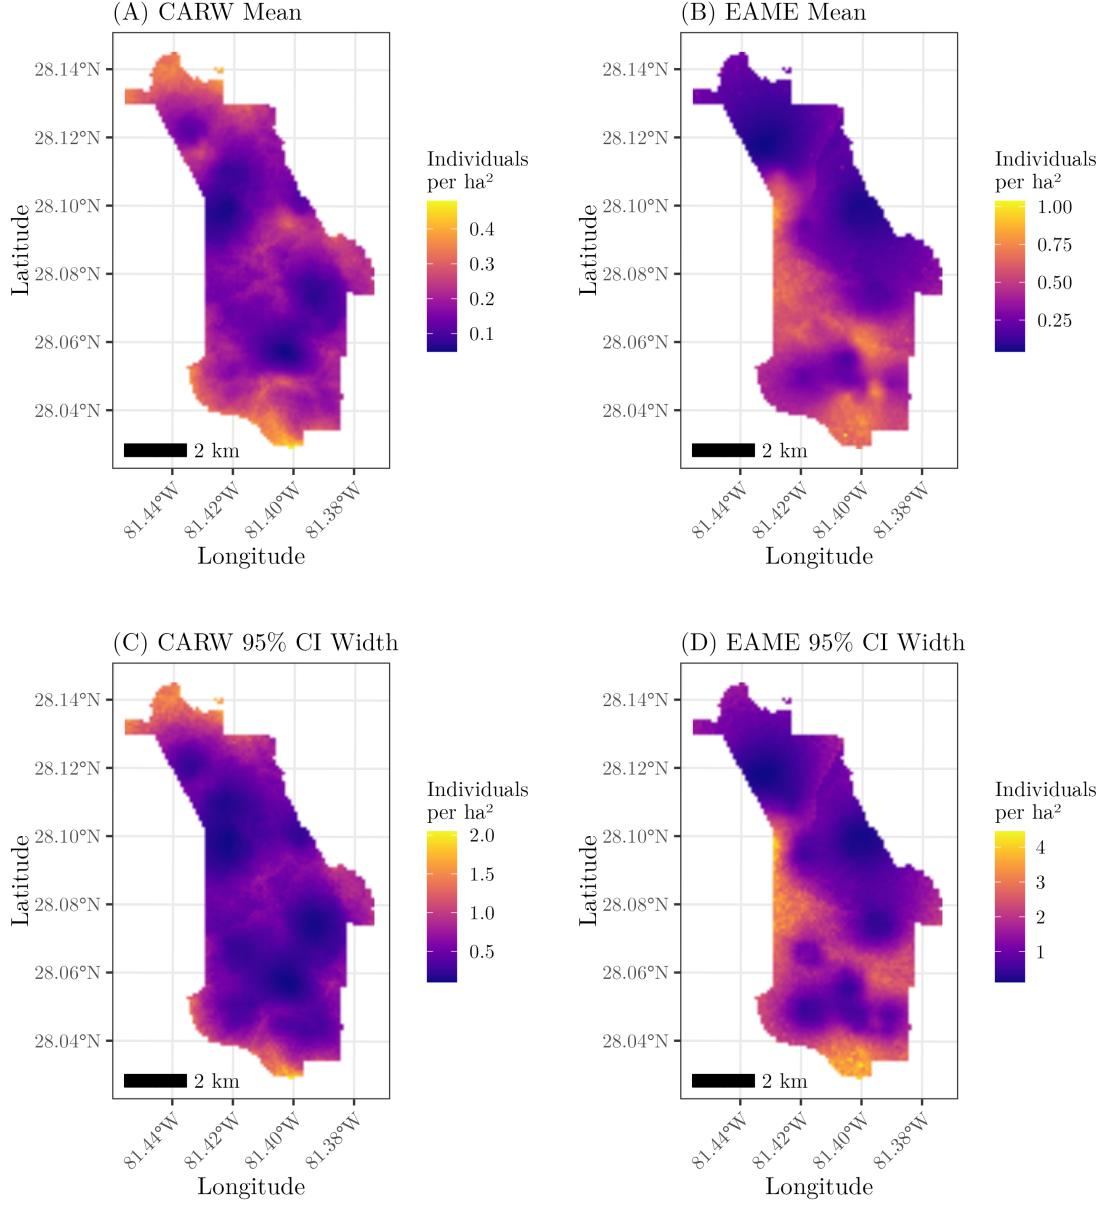 (A) CARW Mean
28.14°N
28.12°N
28.10°N
28.08°N
28.06°N
28.04°N
Latitude
2 km
81.44°W
81.42°W
81.40°W
81.38°W
Longitude
Individuals
per ha²
0.4
0.3
0.2
0.1
(B) EAME Mean
28.14°N
28.12°N
28.10°N
28.08°N
28.06°N
28.04°N
Latitude
2 km
81.44°W
81.42°W
81.40°W
81.38°W
Longitude
Individuals
per ha²
1.00
0.75
0.50
0.25
(C) CARW 95% CI Width
28.14°N
28.12°N
28.10°N
28.08°N
28.06°N
28.04°N
Latitude
2 km
81.44°W
81.42°W
81.40°W
81.38°W
Longitude
Individuals
per ha²
2.0
1.5
1.0
0.5
(D) EAME 95% CI Width
28.14°N
28.12°N
28.10°N
28.08°N
28.06°N
28.04°N
Latitude
2 km
81.44°W
81.42°W
81.40°W
81.38°W
Longitude
Individuals
per ha²
4
3
2
1